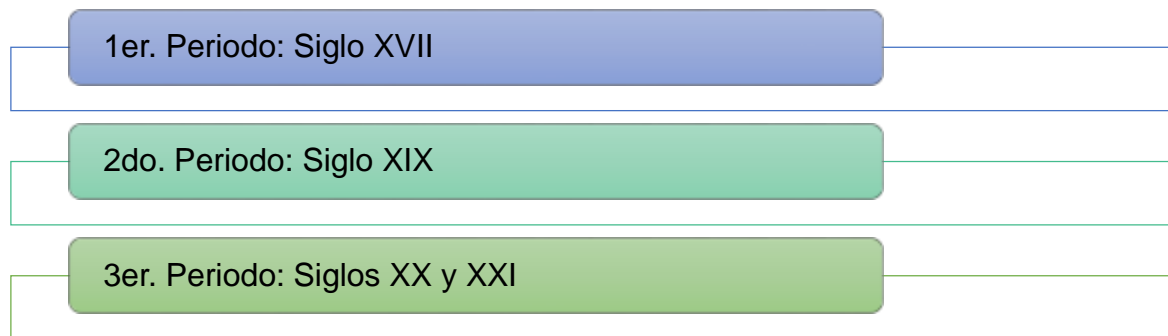 1er. Periodo: Siglo XVII
2do. Periodo: Siglo XIX
3er. Periodo: Siglos XX y XXI